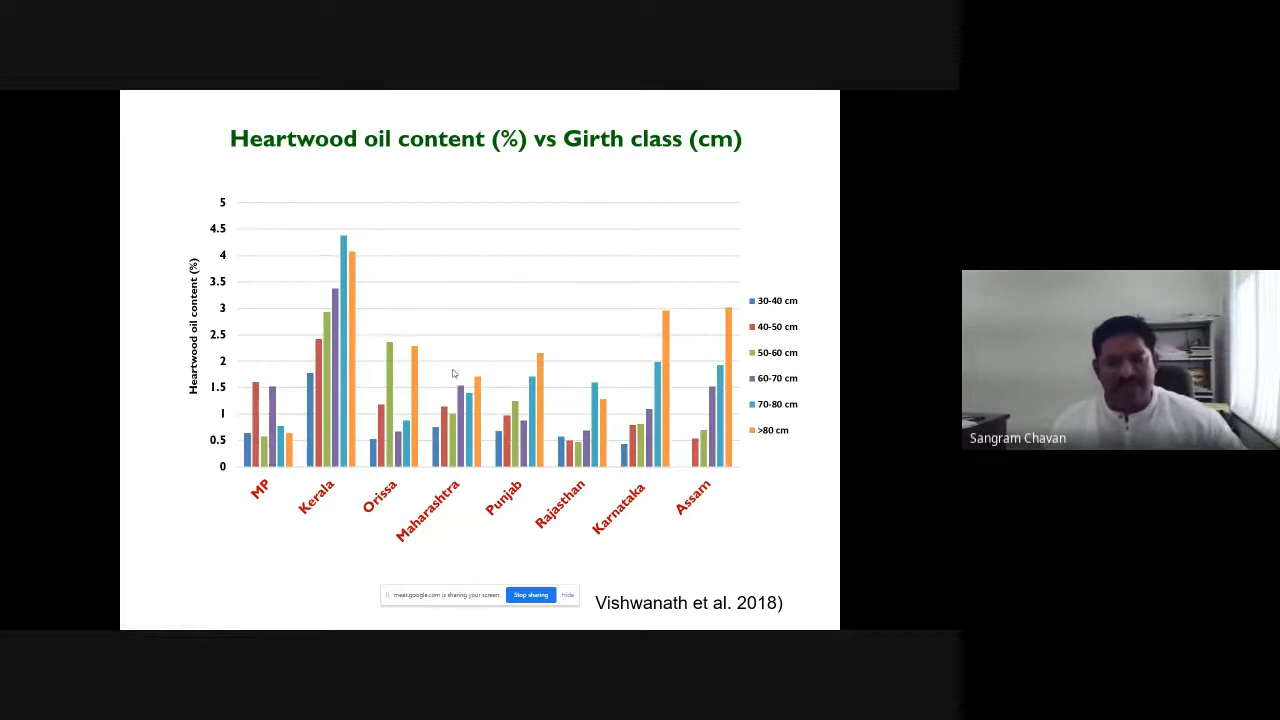 Heartwood oil content (%) vs Girth class (cm)
Heartwood oil content (%)
5
4.5
4
3.5
3
2.5
2
1.5
1
0.5
0
MP
Kerala
Orissa
Maharashtra
Punjab
Rajasthan
Karnataka
Assam
30-40 cm
40-50 cm
50-60 cm
60-70 cm
70-80 cm
>80 cm
meet.google.com is sharing your screen. Stop sharing Hide
Vishwanath et al. 2018)
Sangram Chavan